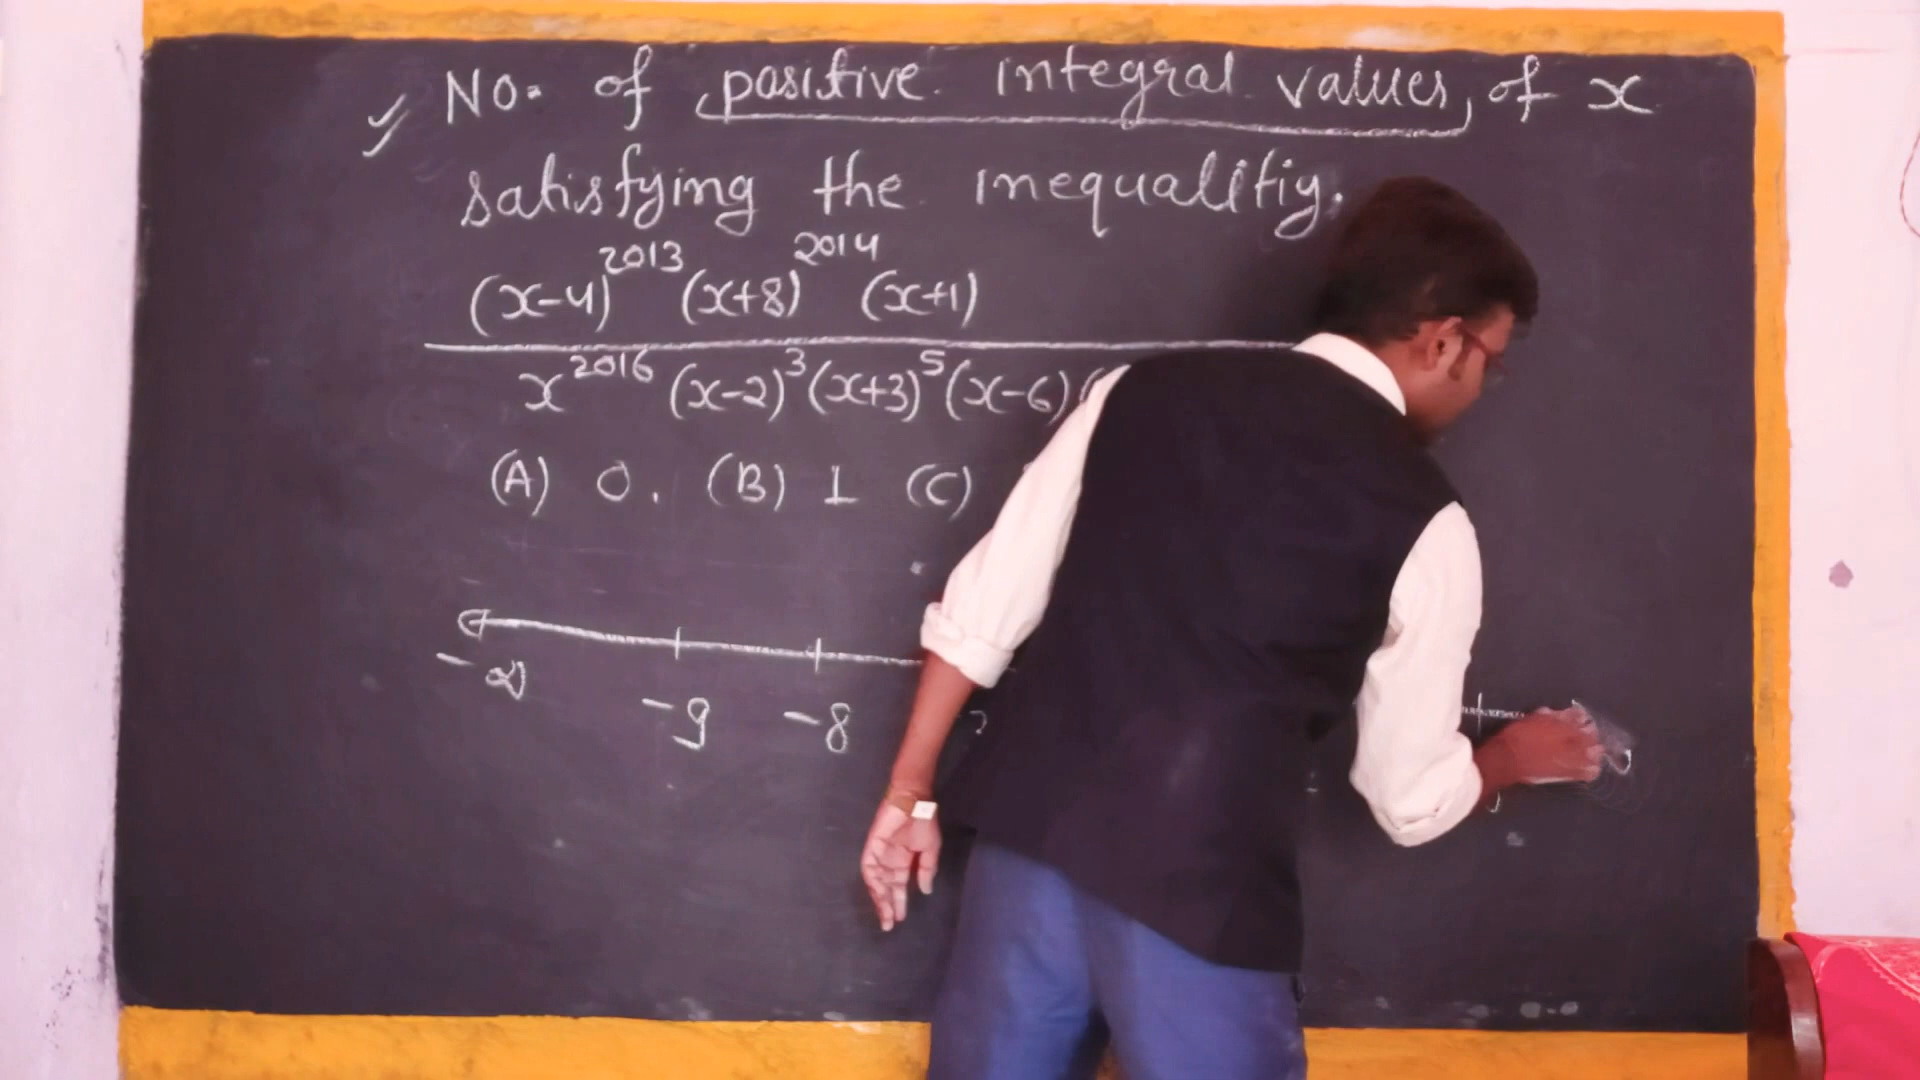 No. of positive integral values of x
satisfying the inequalitiy.
(x-4)^2013 (x+8)^2014 (x+1)
x^2016 (x-2)^3 (x+3)^5 (x-6) (
(A) 0. (B) 1 (C)
-∞ -9 -8